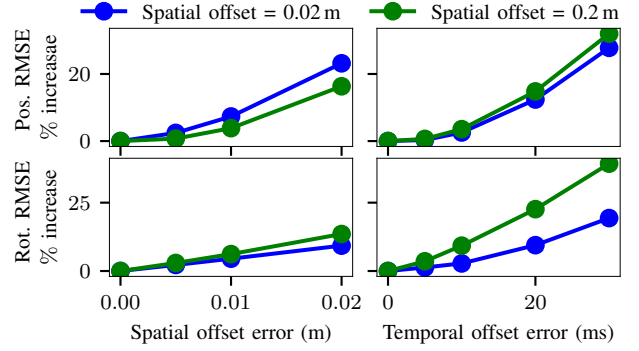 Spatial offset = 0.02 m
Spatial offset = 0.2 m
Pos. RMSE
% increasae
20
0
Rot. RMSE
% increase
25
0
0.00
0.01
0.02
0
20
Spatial offset error (m)
Temporal offset error (ms)